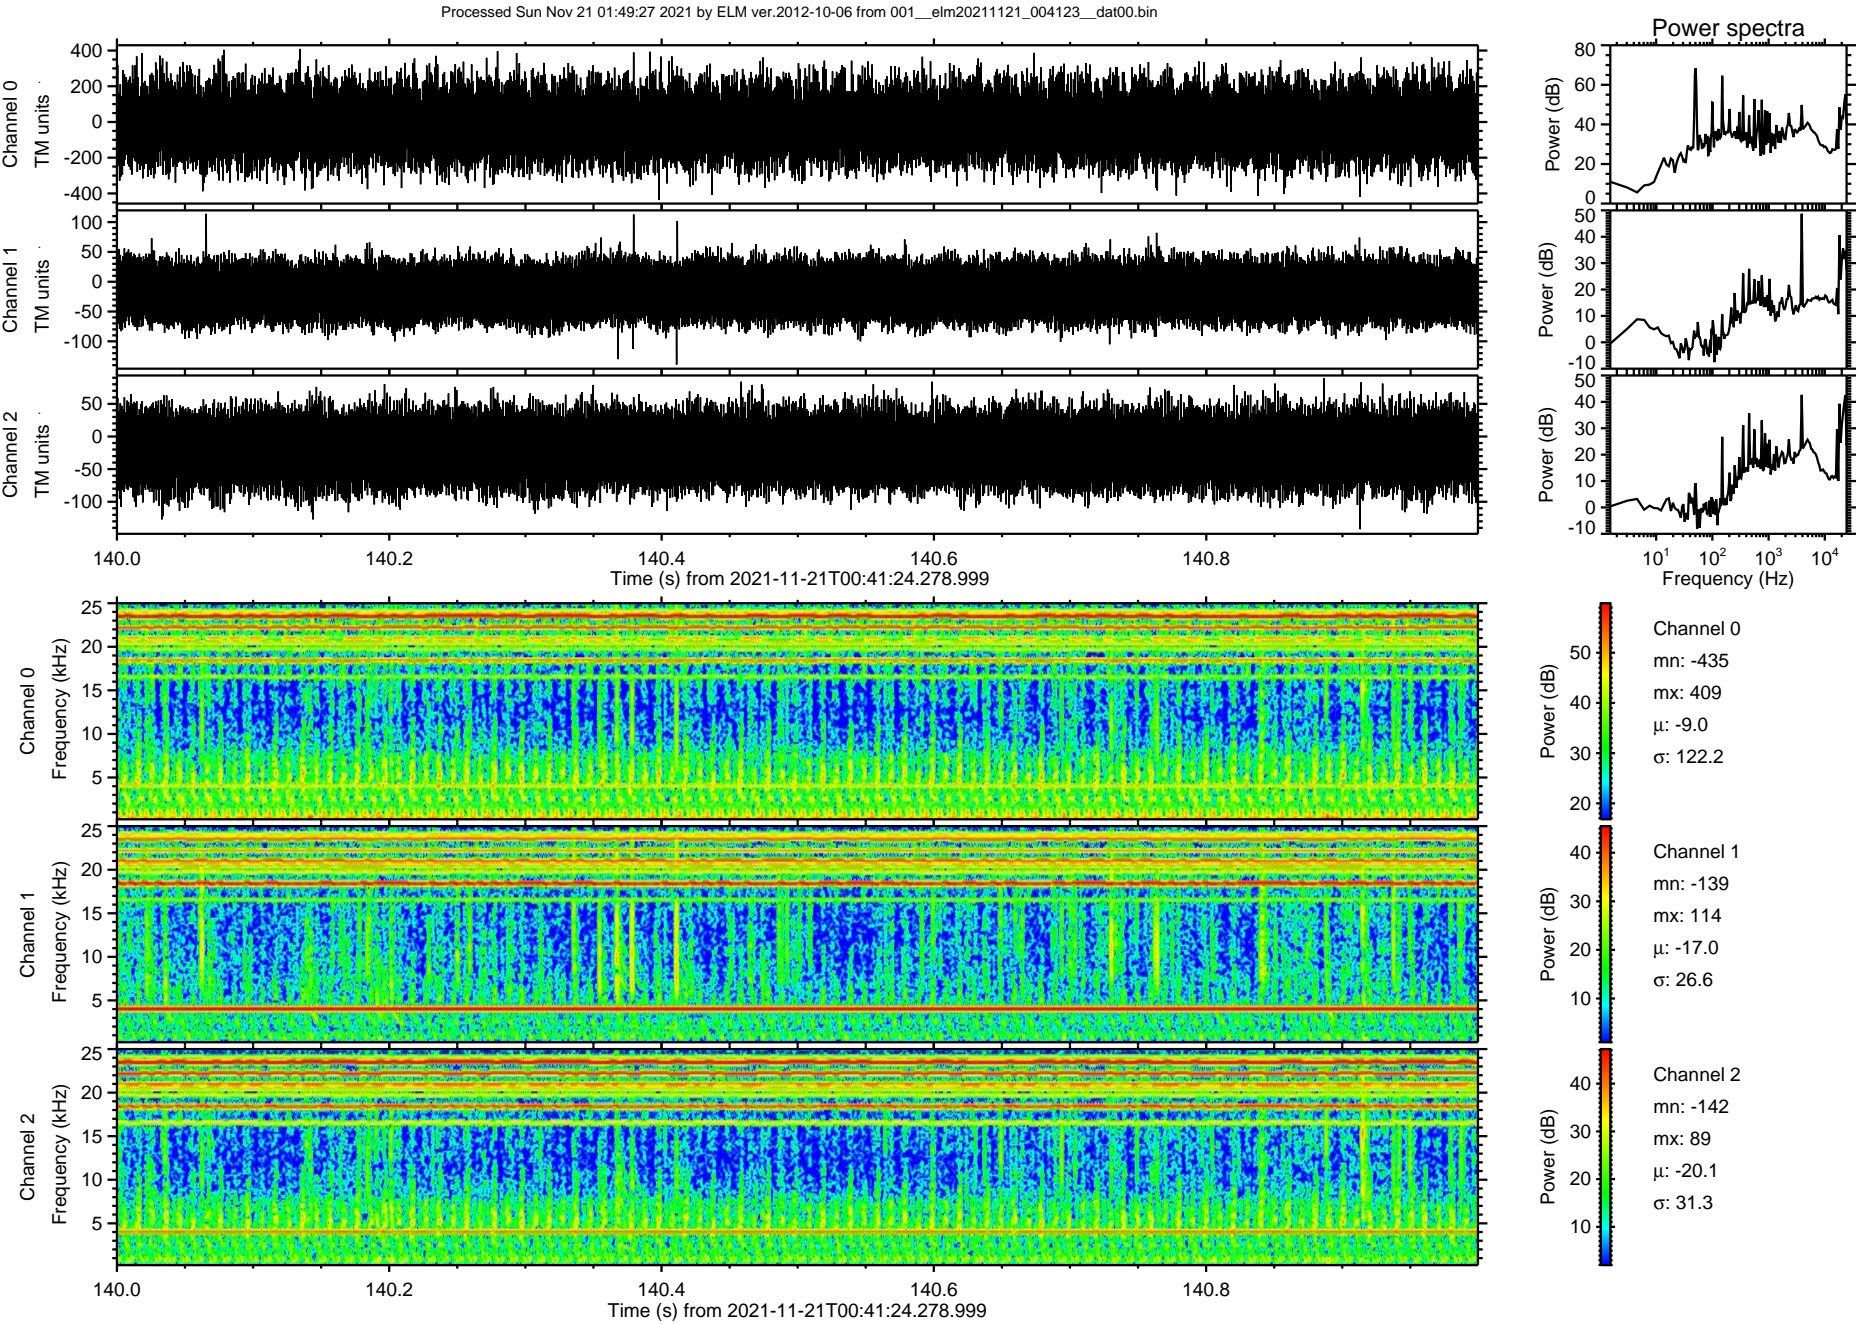 Processed Sun Nov 21 01:49:27 2021 by ELM ver.2012-10-06 from 001__elm20211121_004123__dat00.bin
Power spectra
Channel 0
TM units
400
200
0
-200
-400
Power (dB)
80
60
40
20
0
Channel 1
TM units
100
50
0
-50
-100
Power (dB)
50
40
30
20
10
0
-10
Channel 2
TM units
50
0
-50
-100
Power (dB)
50
40
30
20
10
0
-10
140.0 140.2 140.4 140.6 140.8
Time (s) from 2021-11-21T00:41:24.278.999
10¹ 10² 10³ 10⁴
Frequency (Hz)
Channel 0
Frequency (kHz)
25
20
15
10
5
Power (dB)
50
40
30
20
Channel 0
mn: -435
mx: 409
μ: -9.0
σ: 122.2
Channel 1
Frequency (kHz)
25
20
15
10
5
Power (dB)
40
30
20
10
Channel 1
mn: -139
mx: 114
μ: -17.0
σ: 26.6
Channel 2
Frequency (kHz)
25
20
15
10
5
Power (dB)
40
30
20
10
Channel 2
mn: -142
mx: 89
μ: -20.1
σ: 31.3
140.0 140.2 140.4 140.6 140.8
Time (s) from 2021-11-21T00:41:24.278.999